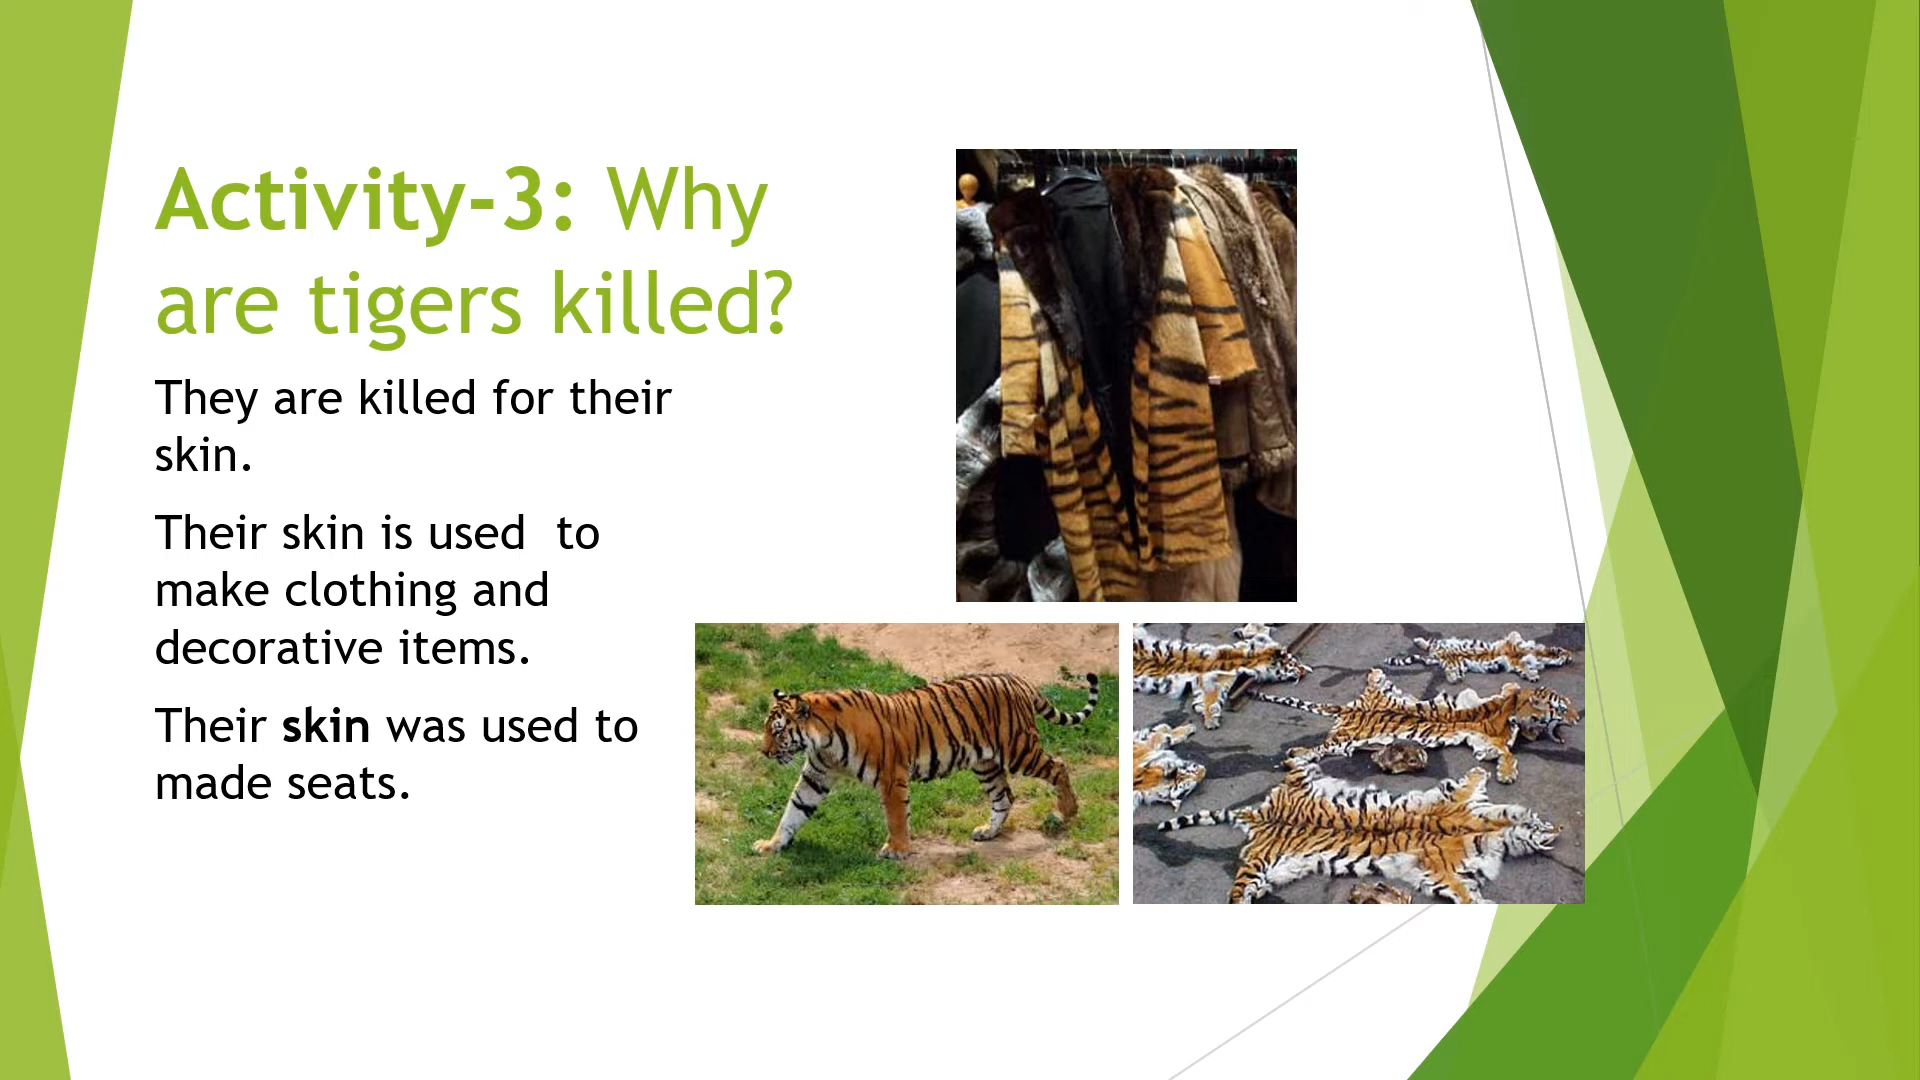 Activity-3: Why
are tigers killed?
They are killed for their
skin.
Their skin is used  to
make clothing and
decorative items.
Their skin was used to
made seats.